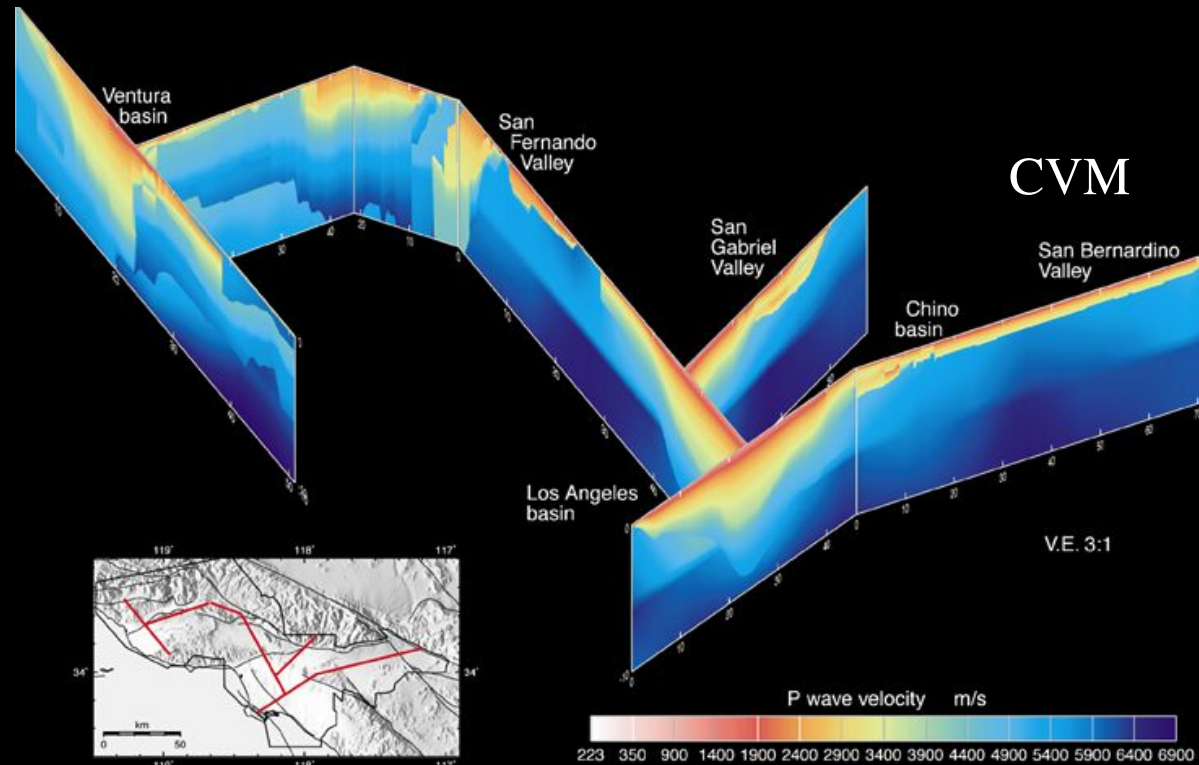 Ventura
basin
San
Fernando
Valley
CVM
San
Gabriel
Valley
San Bernardino
Valley
Chino
basin
Los Angeles
basin
V.E. 3:1
119°
118°
117°
34°
34°
km
0 50
P wave velocity m/s
223 350 900 1400 1900 2400 2900 3400 3900 4400 4900 5400 5900 6400 6900